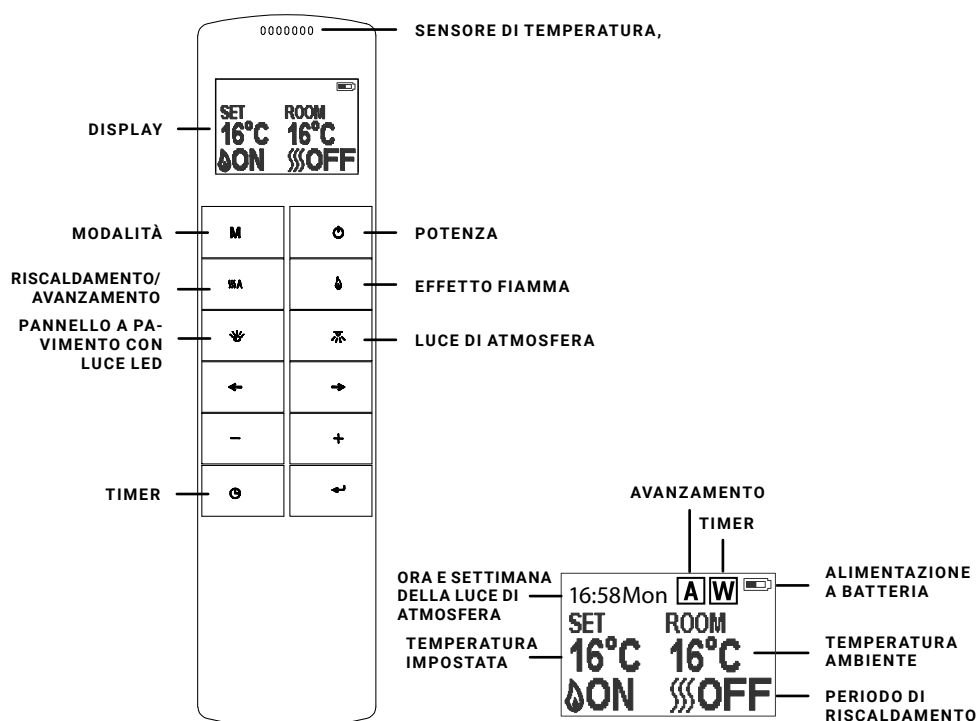 SENSORE DI TEMPERATURA,
SET ROOM
16°C 16°C
ON OFF
DISPLAY
MODALITÀ
M
POTENZA
RISCALDAMENTO/
AVANZAMENTO
A
EFFETTO FIAMMA
PANNELLO A PA-
VIMENTO CON
LUCE LED
LUCE DI ATMOSFERA
←
→
–
+
TIMER
AVANZAMENTO
TIMER
ORA E SETTIMANA
DELLA LUCE DI
ATMOSFERA
16:58Mon A W
ALIMENTAZIONE
A BATTERIA
TEMPERATURA
IMPOSTATA
SET ROOM
16°C 16°C
ON OFF
TEMPERATURA
AMBIENTE
PERIODO DI
RISCALDAMENTO